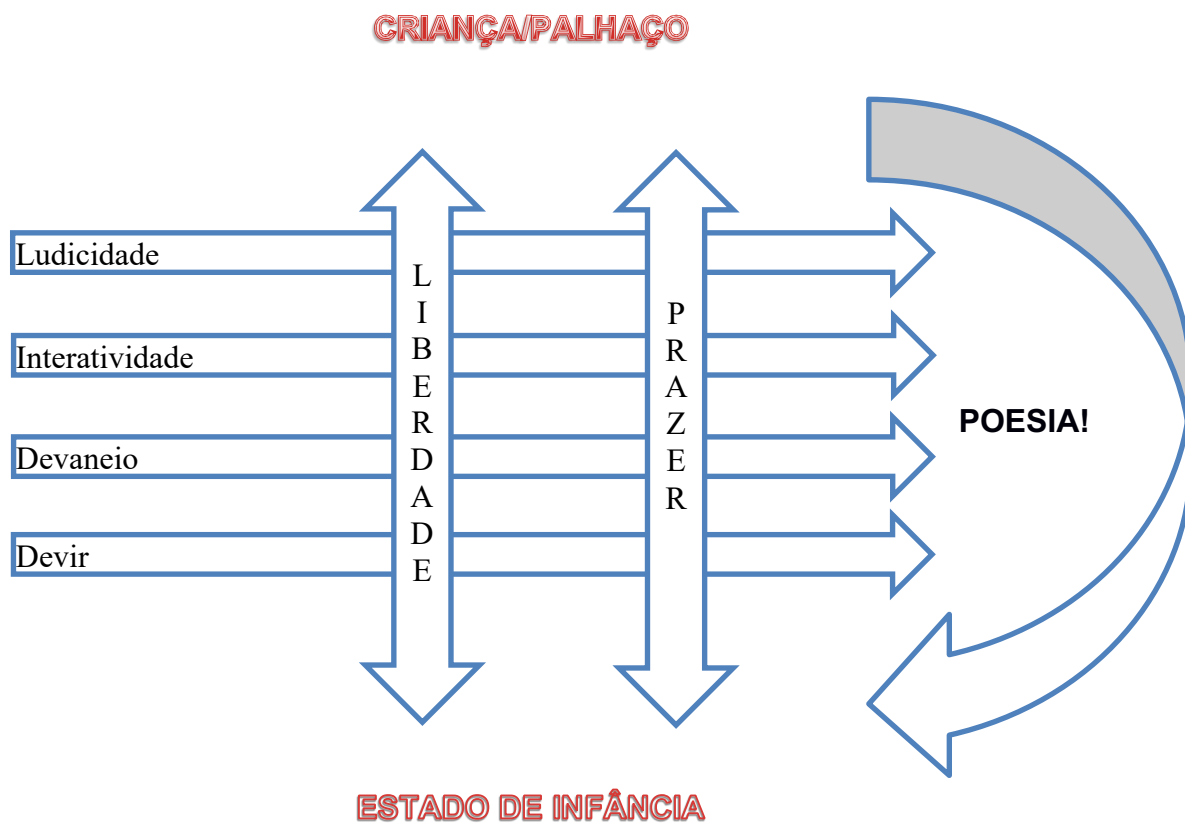 CRIANÇA/PALHAÇO
Ludicidade
Interatividade
Devaneio
Devir
LIBERDADE
PRAZER
POESIA!
ESTADO DE INFÂNCIA